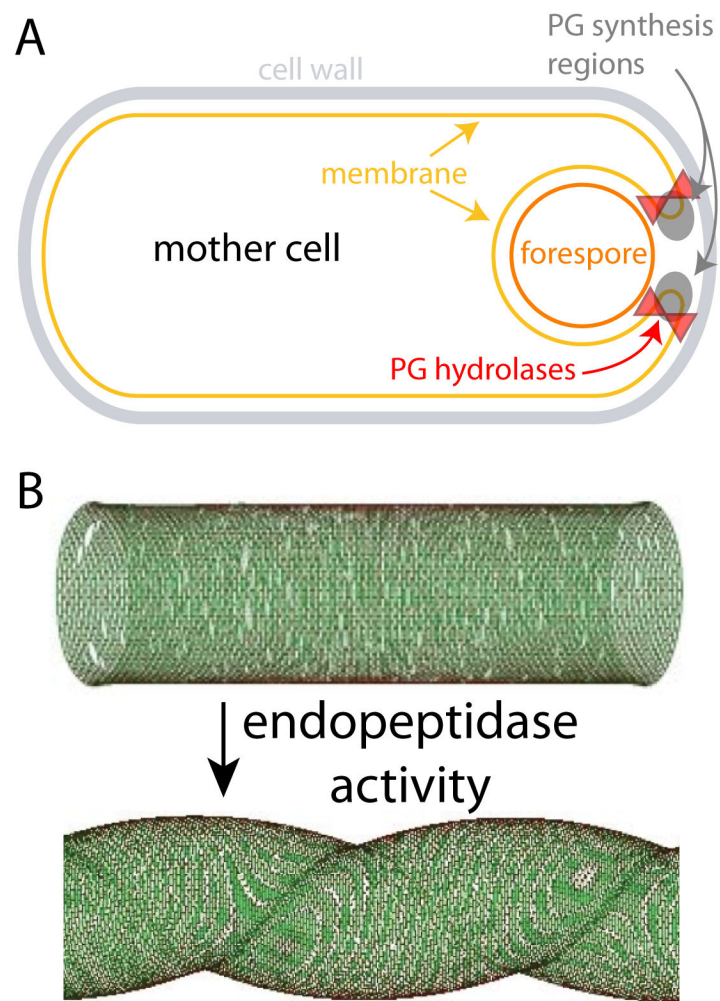 A
PG synthesis
regions
cell wall
membrane
mother cell
forespore
PG hydrolases
B
endopeptidase
activity